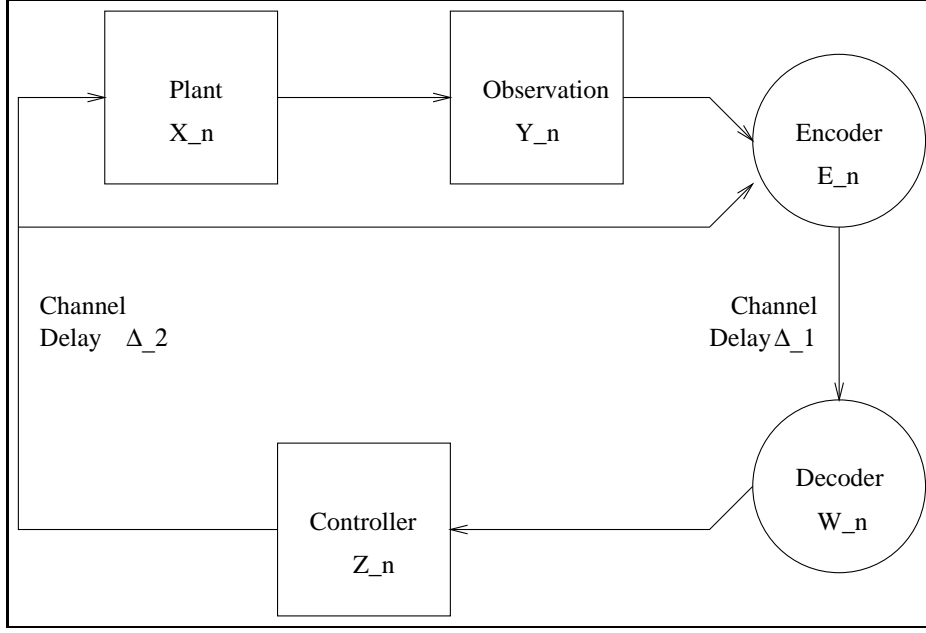 Plant
X_n
Observation
Y_n
Encoder
E_n
Channel
Delay Δ_2
Channel
Delay Δ_1
Controller
Z_n
Decoder
W_n